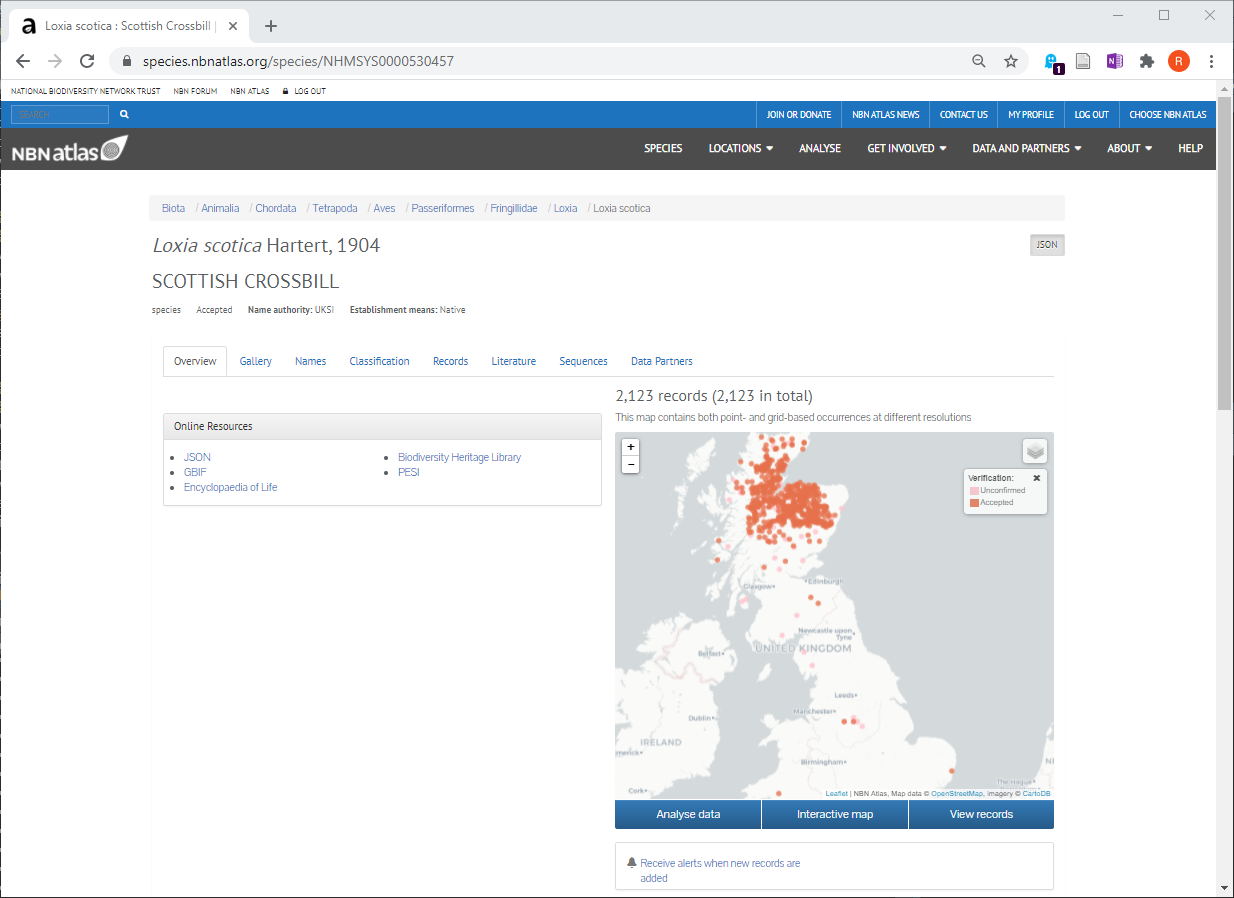 Loxia scotica : Scottish Crossbill |
species.nbnatlas.org/species/NHMSYS0000530457
1
R
NATIONAL BIODIVERSITY NETWORK TRUST NBN FORUM NBN ATLAS LOG OUT
SEARCH JOIN OR DONATE NBN ATLAS NEWS CONTACT US MY PROFILE LOG OUT CHOOSE NBN ATLAS
NBN atlas SPECIES LOCATIONS ANALYSE GET INVOLVED DATA AND PARTNERS ABOUT HELP
Biota / Animalia / Chordata / Tetrapoda / Aves / Passeriformes / Fringillidae / Loxia / Loxia scotica
Loxia scotica Hartert, 1904 JSON
SCOTTISH CROSSBILL
species Accepted Name authority: UKSI Establishment means: Native
Overview Gallery Names Classification Records Literature Sequences Data Partners
2,123 records (2,123 in total)
This map contains both point- and grid-based occurrences at different resolutions
Online Resources
JSON
GBIF
Encyclopaedia of Life
Biodiversity Heritage Library
PESI
+
−
Verification: ✖
Unconfirmed
Accepted
Edinburgh
Glasgow
Newcastle upon
Tyne
UNITED KINGDOM
Belfast
Leeds
Manchester
Dublin
IRELAND
merick
Birmingham
NE
The Hague
Cork
Leaflet | NBN Atlas, Map data © OpenStreetMap, imagery © CartoDB
Analyse data Interactive map View records
Receive alerts when new records are
added